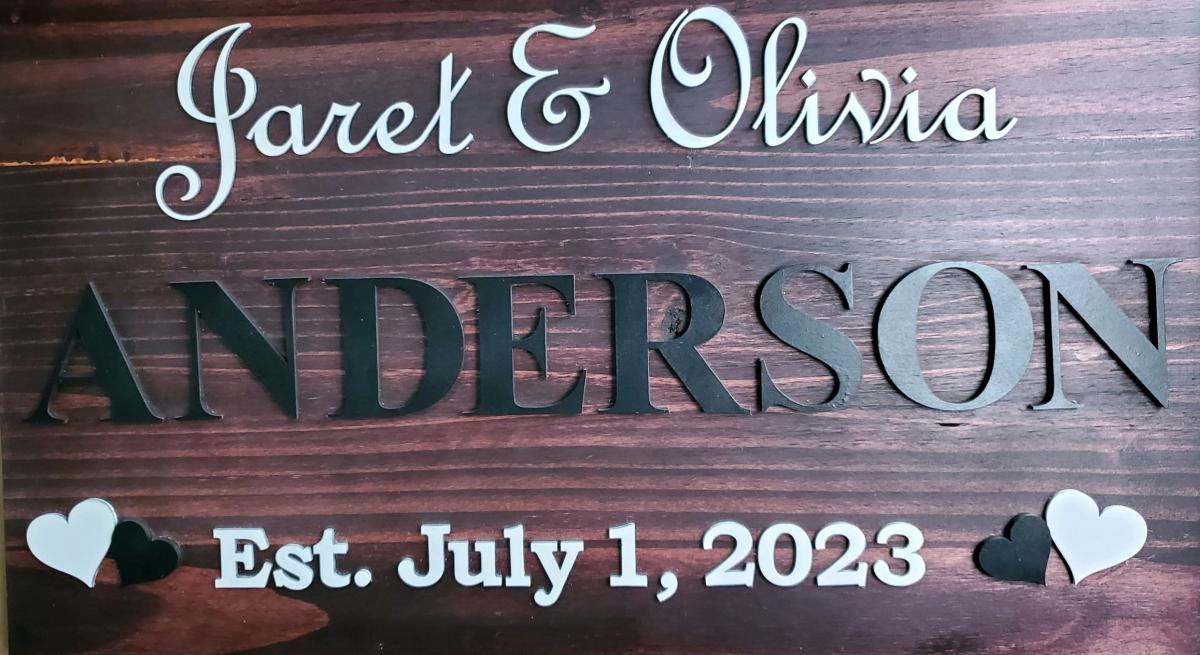 Jaret & Olivia
ANDERSON
Est. July 1, 2023